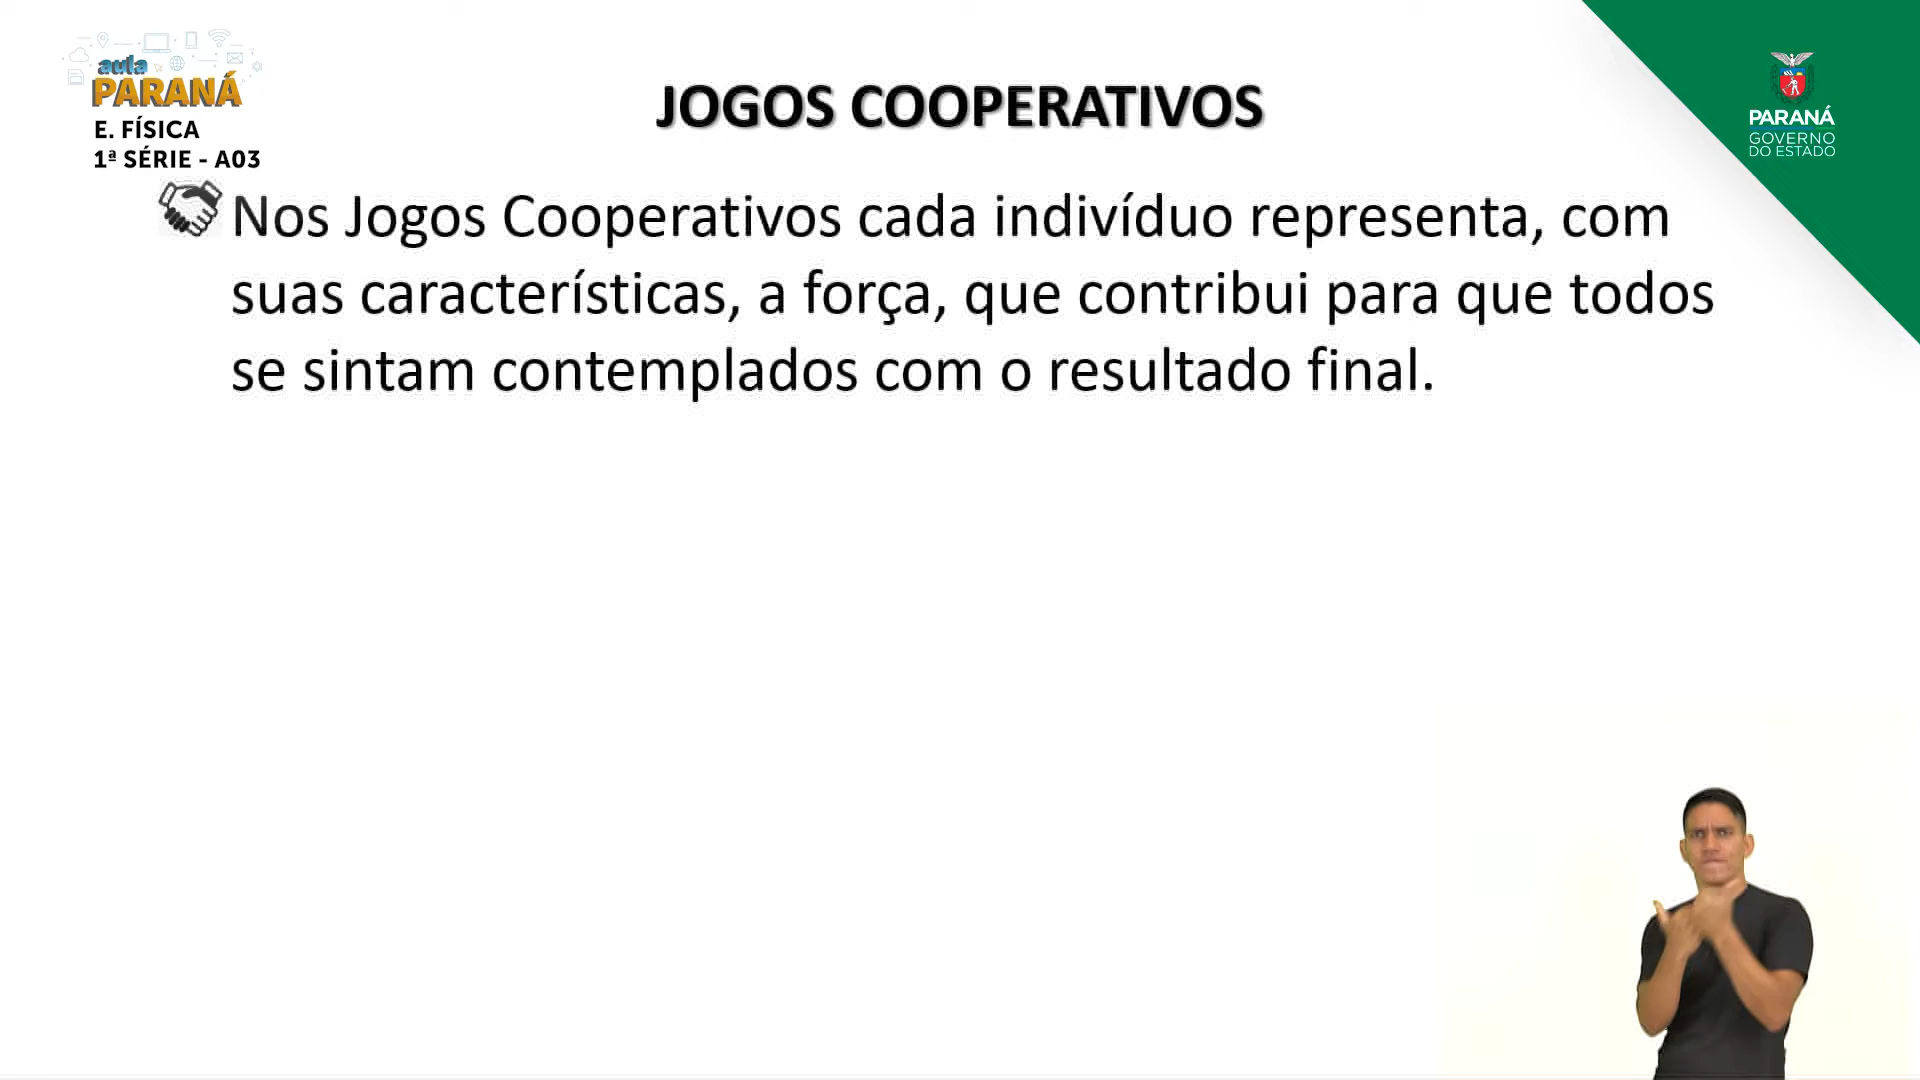 aula
PARANÁ
E. FÍSICA
1ª SÉRIE - A03
JOGOS COOPERATIVOS
PARANÁ
GOVERNO
DO ESTADO
Nos Jogos Cooperativos cada indivíduo representa, com
suas características, a força, que contribui para que todos
se sintam contemplados com o resultado final.